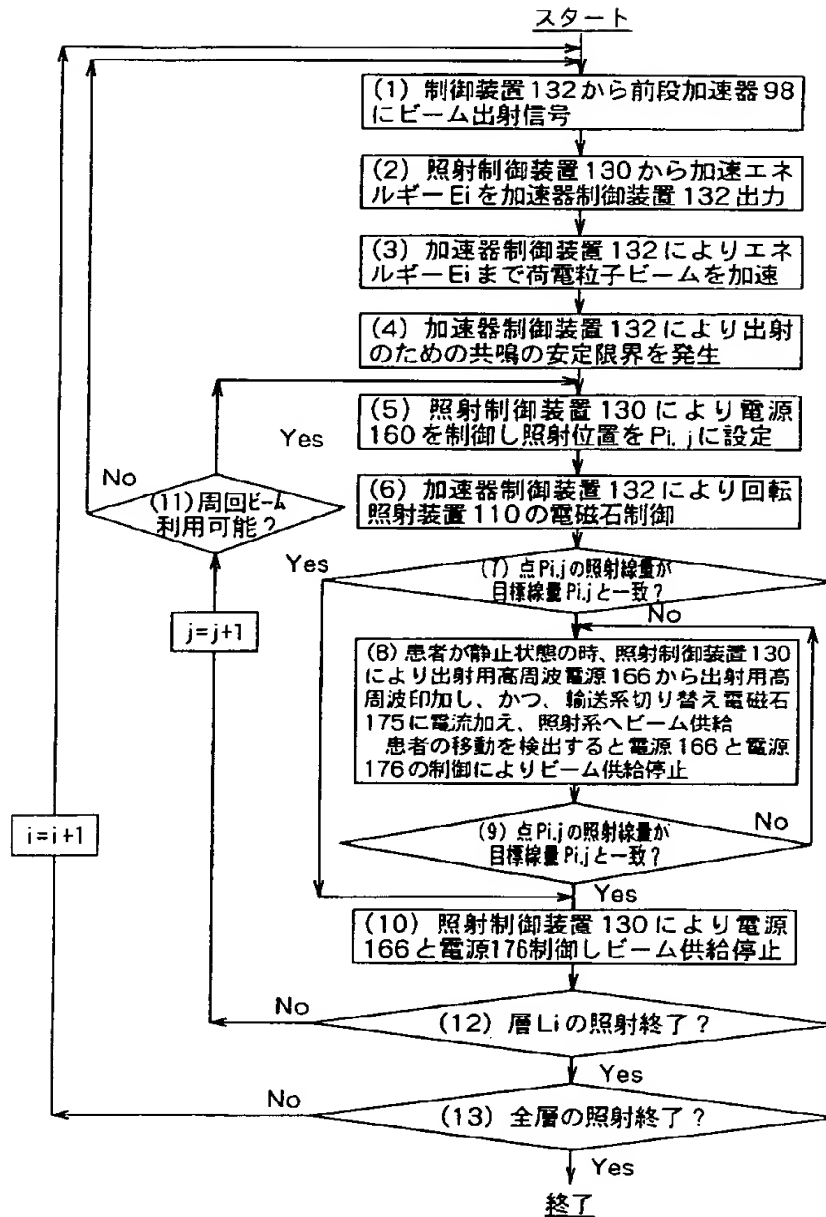 スタート
(1) 制御装置132から前段加速器98
にビーム出射信号
(2) 照射制御装置130から加速エネ
ルギーEiを加速器制御装置132出力
(3) 加速器制御装置132によりエネ
ルギーEiまで荷電粒子ビームを加速
(4) 加速器制御装置132により出射
のための共鳴の安定限界を発生
(5) 照射制御装置130により電源
160を制御し照射位置をPi,jに設定
Yes
No
(11)周回ビーム
利用可能？
(6) 加速器制御装置132により回転
照射装置110の電磁石制御
Yes
(7) 点Pi,jの照射線量が
目標線量Pi,jと一致？
No
j=j+1
(8) 患者が静止状態の時、照射制御装置130
により出射用高周波電源166から出射用高
周波印加し、かつ、輸送系切り替え電磁石
175に電流加え、照射系へビーム供給
患者の移動を検出すると電源166と電源
176の制御によりビーム供給停止
i=i+1
(9) 点Pi,jの照射線量が
目標線量Pi,jと一致？
No
Yes
(10) 照射制御装置130により電源
166と電源176制御しビーム供給停止
No
(12) 層Liの照射終了？
Yes
No
(13) 全層の照射終了？
Yes
終了